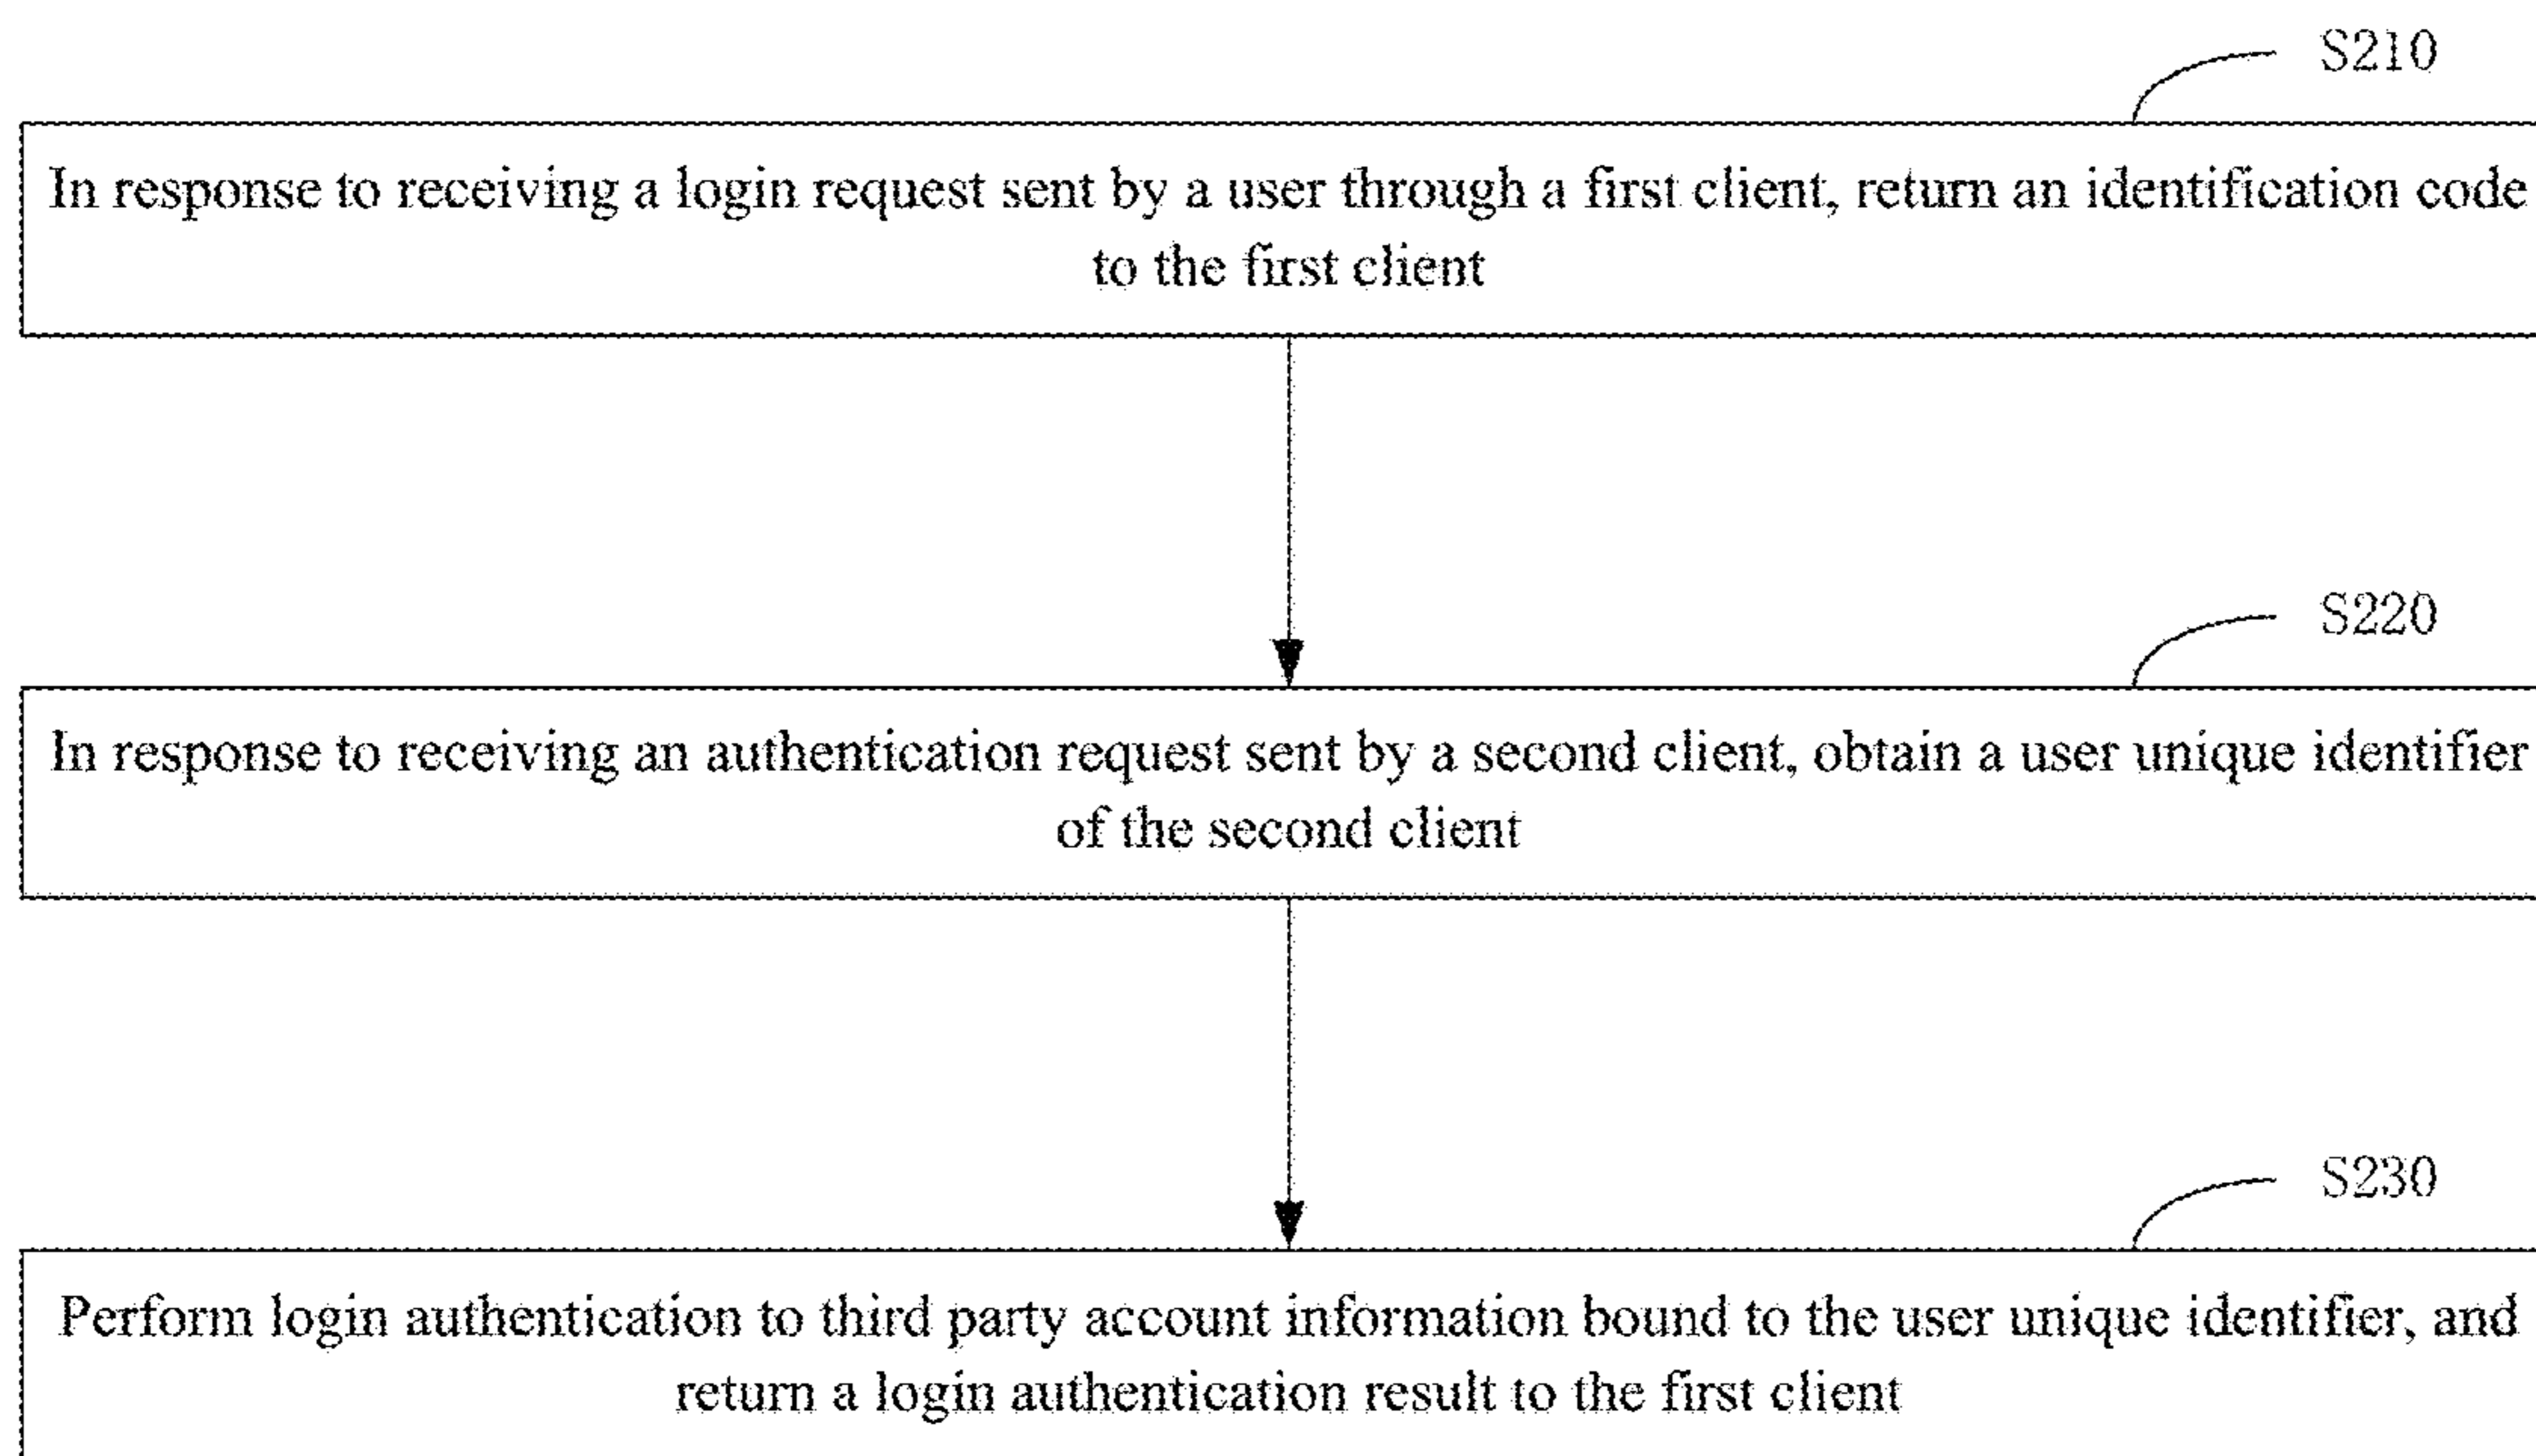 S210
In response to receiving a login request sent by a user through a first client, return an identification code
to the first client
S220
In response to receiving an authentication request sent by a second client, obtain a user unique identifier
of the second client
S230
Perform login authentication to third party account information bound to the user unique identifier, and
return a login authentication result to the first client